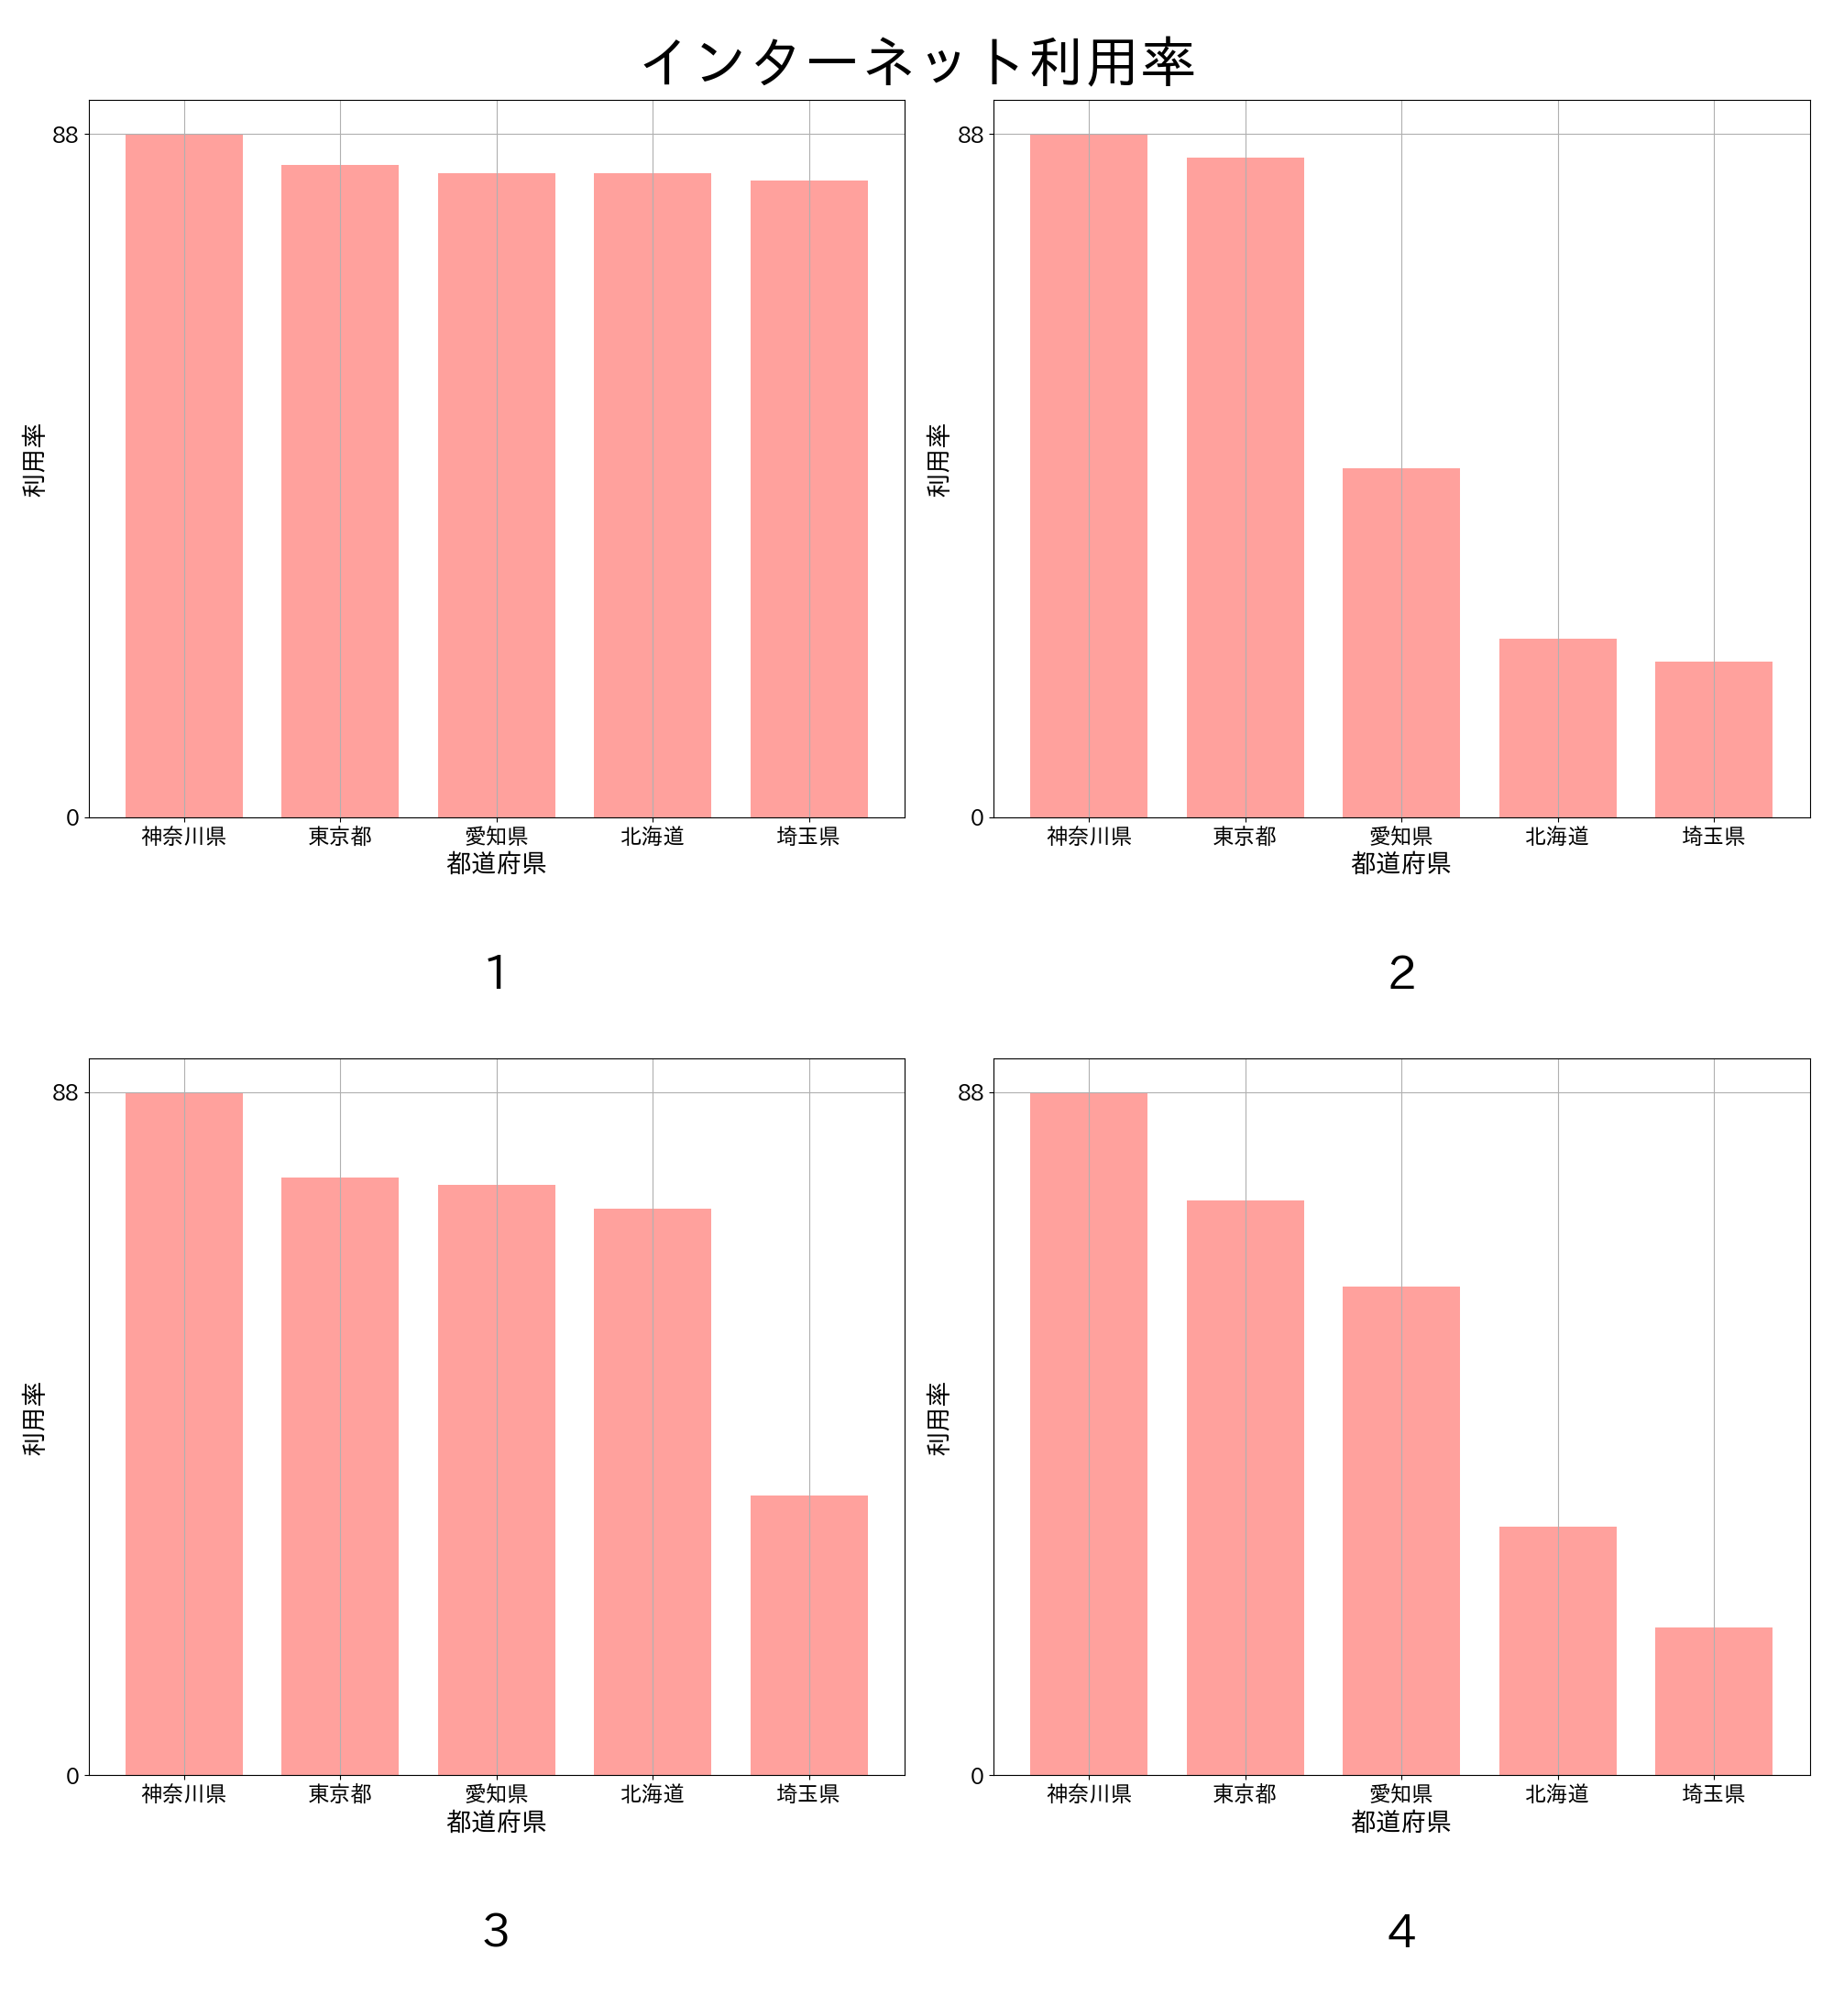 インターネット利用率
88
0
利用率
神奈川県 東京都 愛知県 北海道 埼玉県
都道府県
1
88
0
利用率
神奈川県 東京都 愛知県 北海道 埼玉県
都道府県
2
88
0
利用率
神奈川県 東京都 愛知県 北海道 埼玉県
都道府県
3
88
0
利用率
神奈川県 東京都 愛知県 北海道 埼玉県
都道府県
4